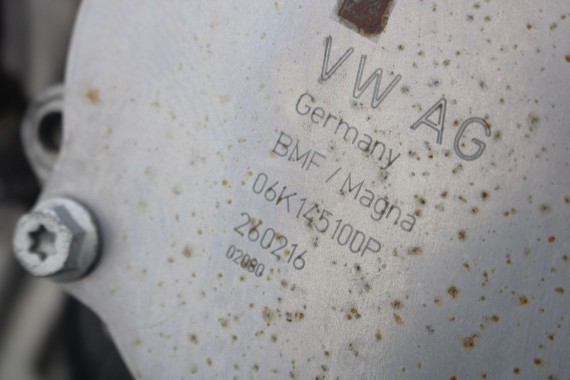 VW AG
Germany
BMF / Magna
06K145100P
260216
02080